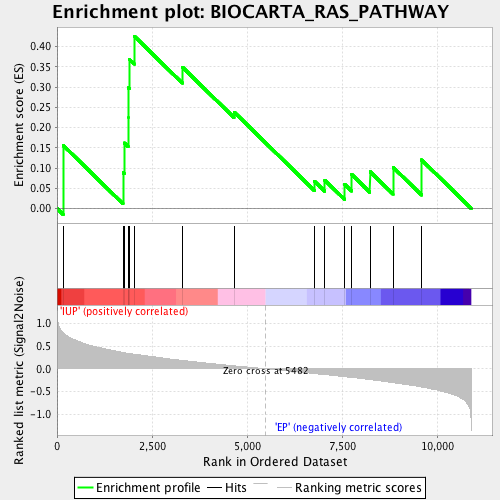 Enrichment plot: BIOCARTA_RAS_PATHWAY
Enrichment score (ES)
0.40
0.35
0.30
0.25
0.20
0.15
0.10
0.05
0.00
'IUP' (positively correlated)
Ranked list metric (Signal2Noise)
1.0
0.5
0.0
-0.5
-1.0
Zero cross at 5482
'EP' (negatively correlated)
0 2,500 5,000 7,500 10,000
Rank in Ordered Dataset
Enrichment profile Hits Ranking metric scores